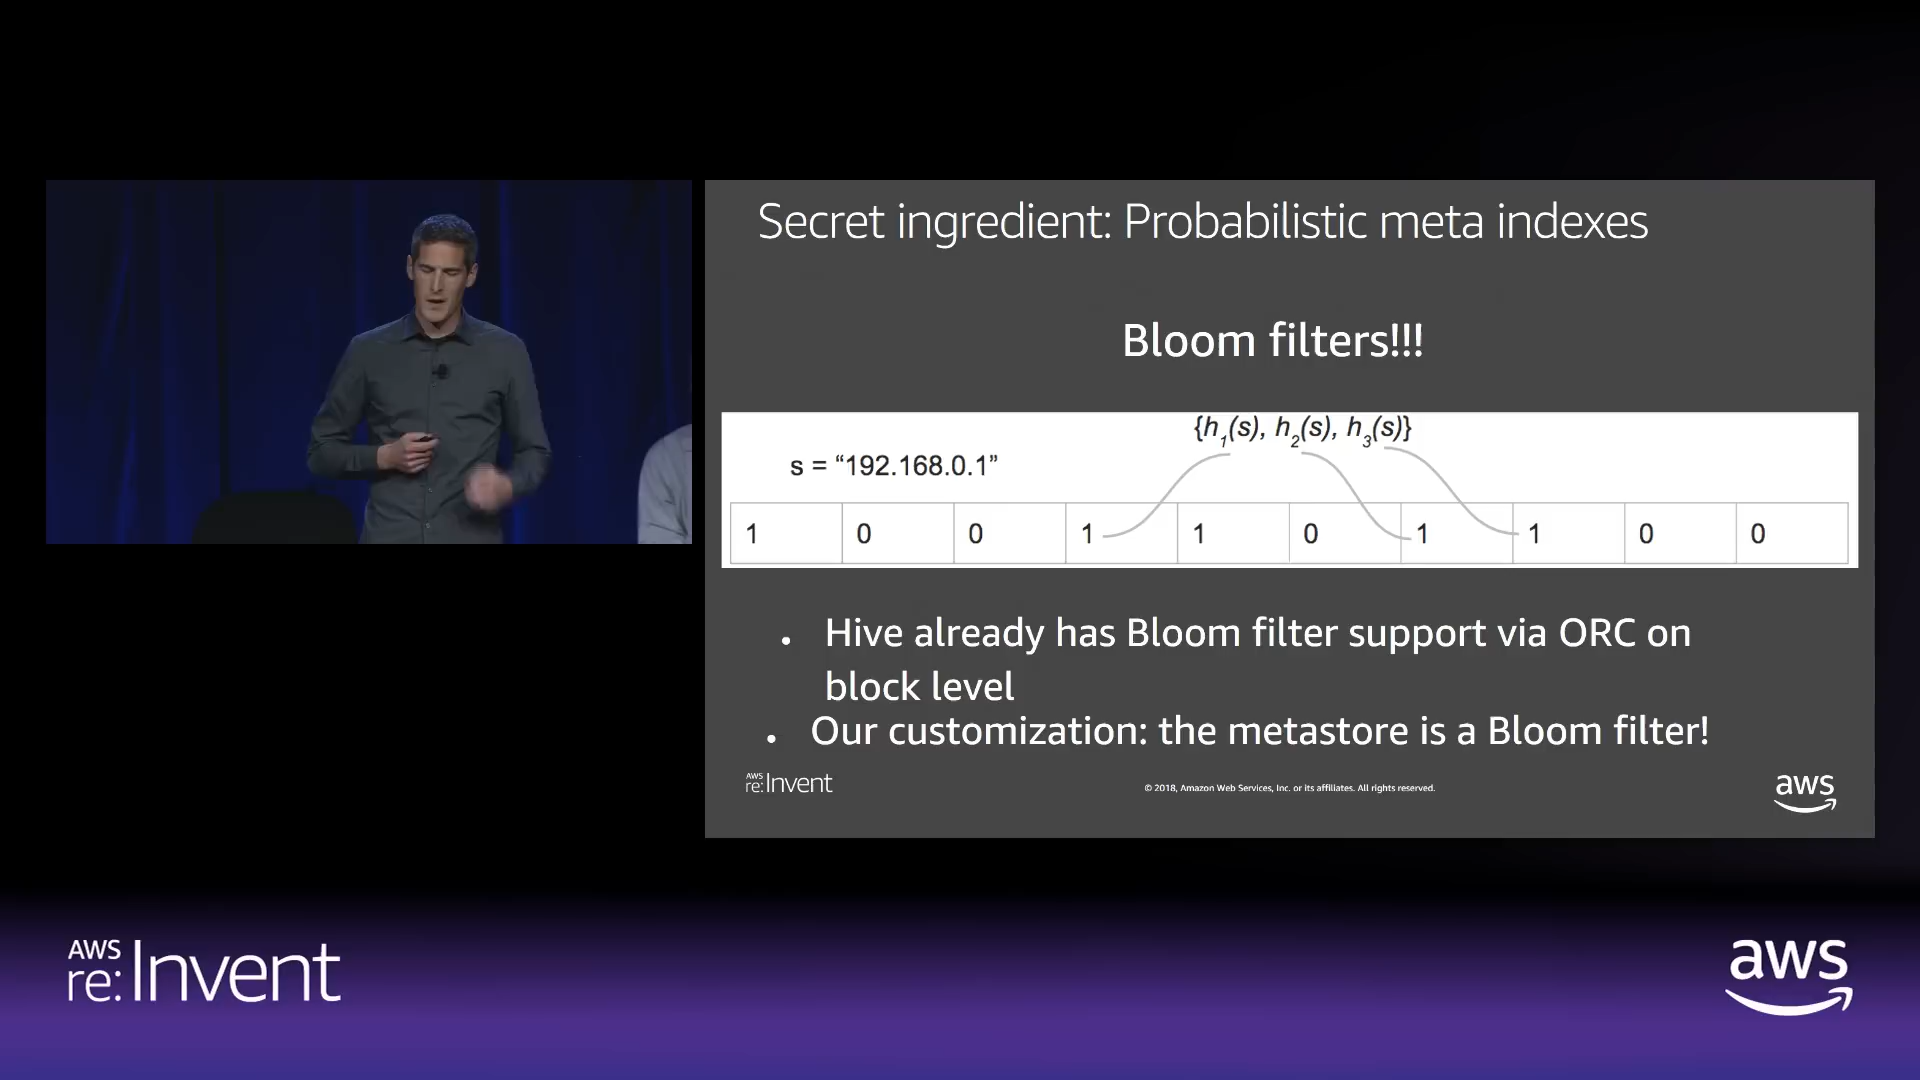 Secret ingredient: Probabilistic meta indexes
Bloom filters!!!
{h1(s), h2(s), h3(s)}
s = “192.168.0.1”
1 0 0 1 1 0 1 1 0 0
• Hive already has Bloom filter support via ORC on
block level
• Our customization: the metastore is a Bloom filter!
AWS
re:Invent
© 2018, Amazon Web Services, Inc. or its affiliates. All rights reserved.
aws
AWS
re:Invent
aws